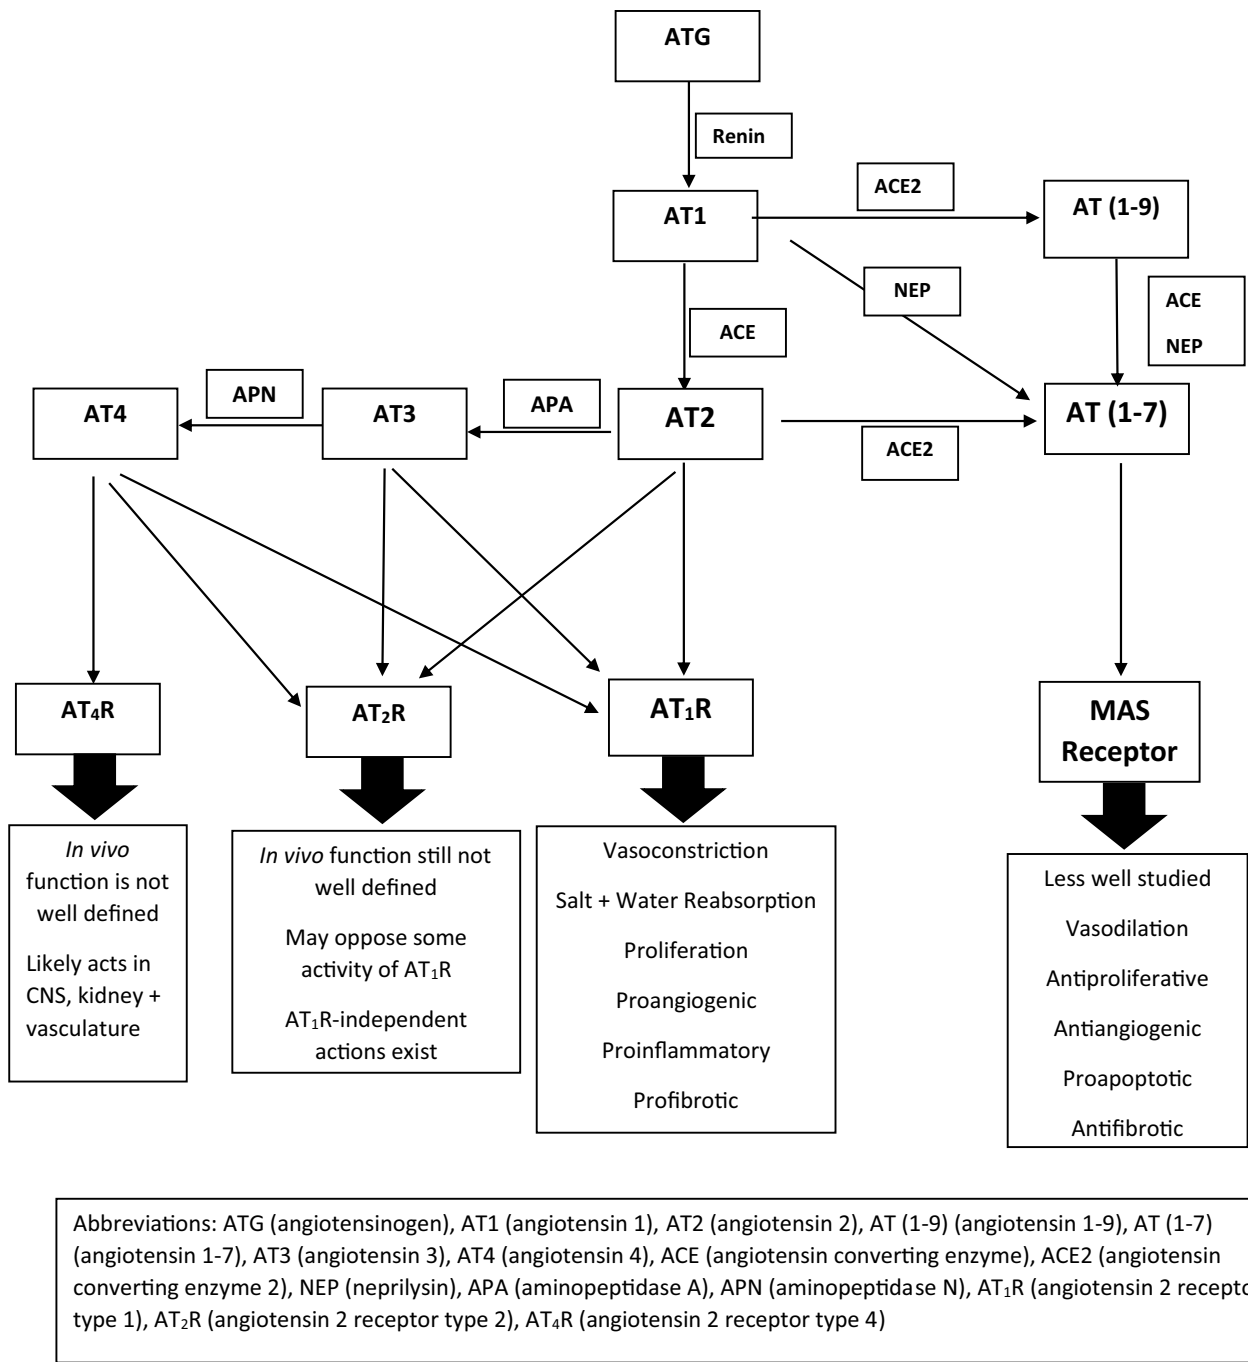 ATG
Renin
AT1
ACE2
AT (1-9)
NEP
ACE
NEP
ACE
AT4
APN
AT3
APA
AT2
ACE2
AT (1-7)
AT₄R
AT₂R
AT₁R
MAS
Receptor
In vivo
function is not
well defined
Likely acts in
CNS, kidney +
vasculature
In vivo function still not
well defined
May oppose some
activity of AT₁R
AT₁R-independent
actions exist
Vasoconstriction
Salt + Water Reabsorption
Proliferation
Proangiogenic
Proinflammatory
Profibrotic
Less well studied
Vasodilation
Antiproliferative
Antiangiogenic
Proapoptotic
Antifibrotic
Abbreviations: ATG (angiotensinogen), AT1 (angiotensin 1), AT2 (angiotensin 2), AT (1-9) (angiotensin 1-9), AT (1-7)
(angiotensin 1-7), AT3 (angiotensin 3), AT4 (angiotensin 4), ACE (angiotensin converting enzyme), ACE2 (angiotensin
converting enzyme 2), NEP (neprilysin), APA (aminopeptidase A), APN (aminopeptidase N), AT₁R (angiotensin 2 recepto
type 1), AT₂R (angiotensin 2 receptor type 2), AT₄R (angiotensin 2 receptor type 4)